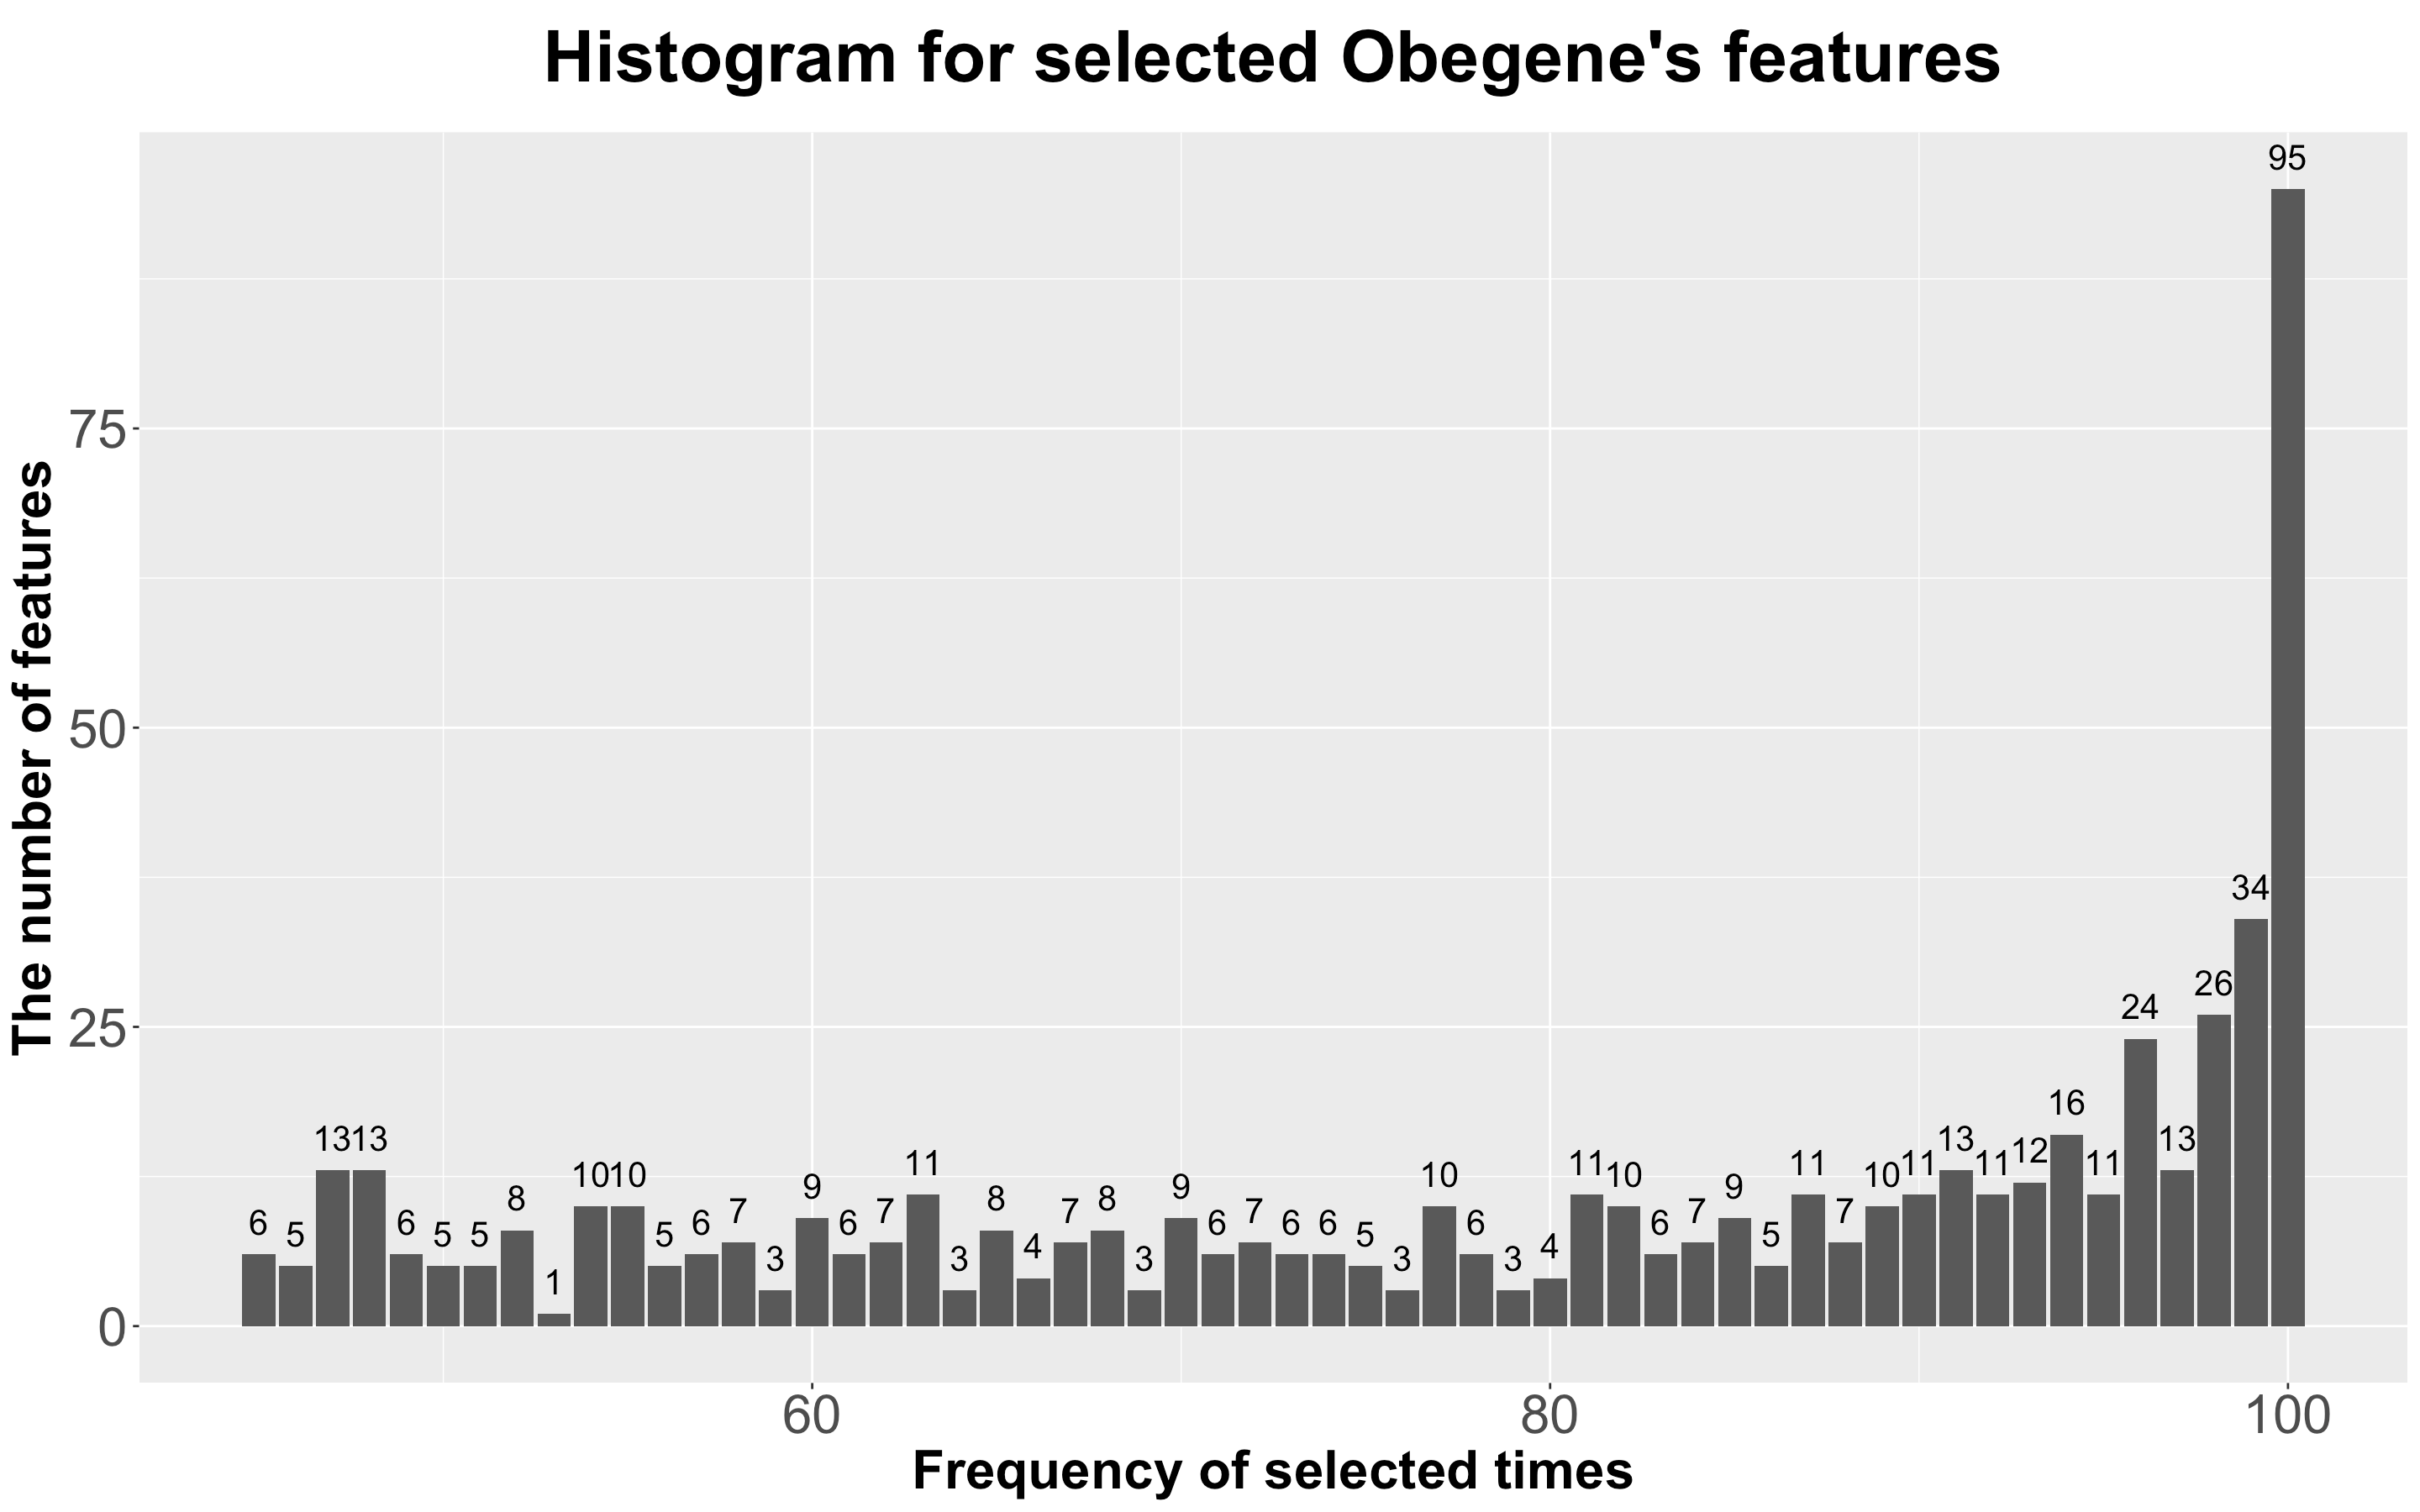 Histogram for selected Obegene's features
The number of features
75
50
25
0
6 5 13 13 6 5 5 8 1 10 10 5 6 7 3 9 6 7 11 3 8 4 7 8 3 9 6 7 6 6 5 3 10 6 3 4 11 10 6 7 9 5 11 7 10 11 13 11 12 16 11 24 13 26 34 95
60 80 100
Frequency of selected times